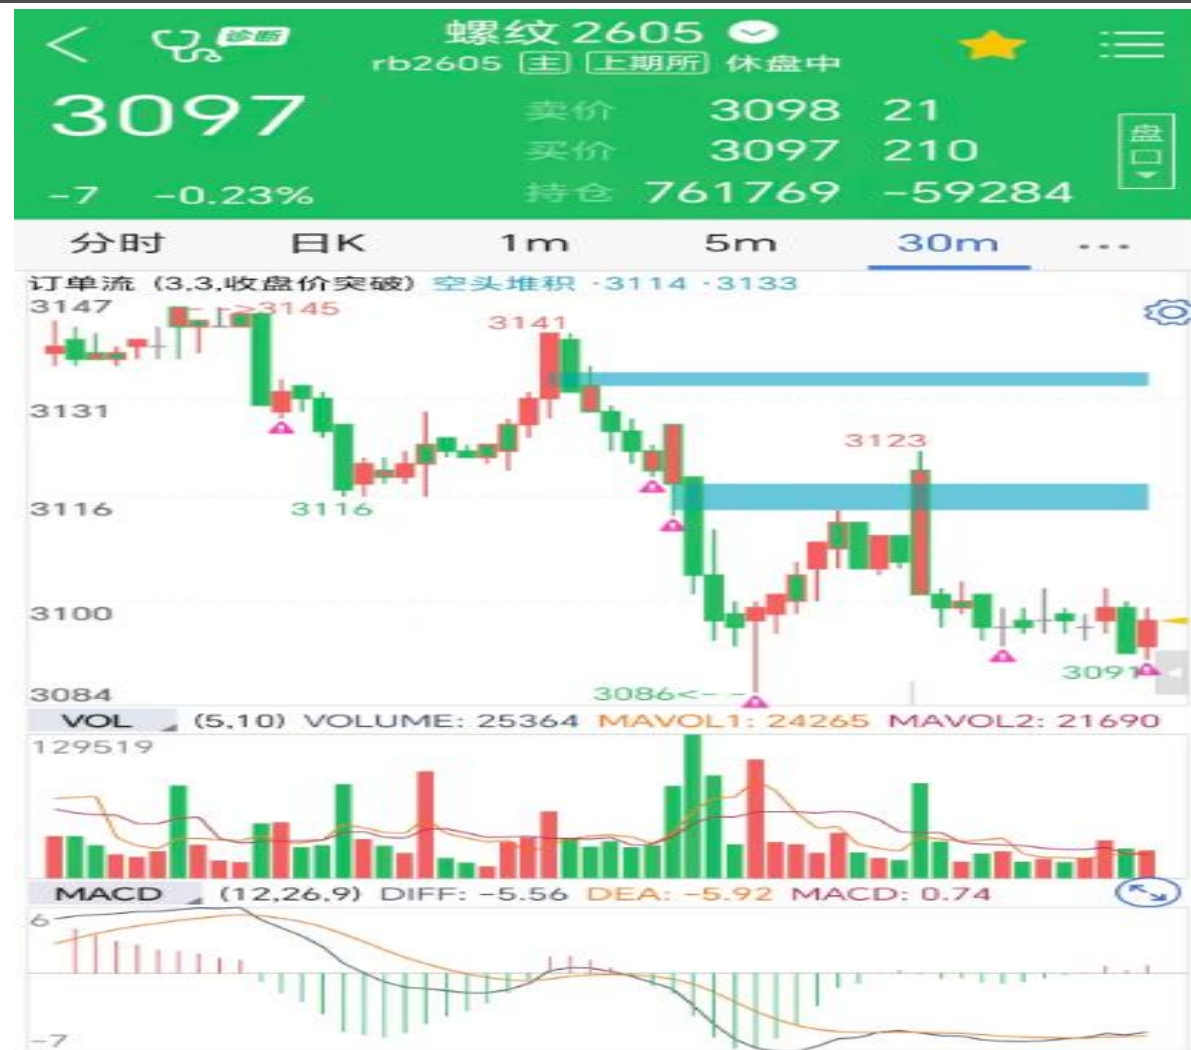 诊断 螺纹2605
rb2605 主 上期所 休盘中
3097 卖价 3098 21
买价 3097 210
盘口
-7 -0.23% 持仓 761769 -59284
分时 日K 1m 5m 30m ...
订单流 (3,3,收盘价突破) 空头堆积 ·3114 ·3133
3147 - ->3145
3141
3131
3123
3116 3116
3100
3091
3084 3086<- -
VOL (5,10) VOLUME: 25364 MAVOL1: 24265 MAVOL2: 21690
129519
MACD (12,26,9) DIFF: -5.56 DEA: -5.92 MACD: 0.74
6
-7